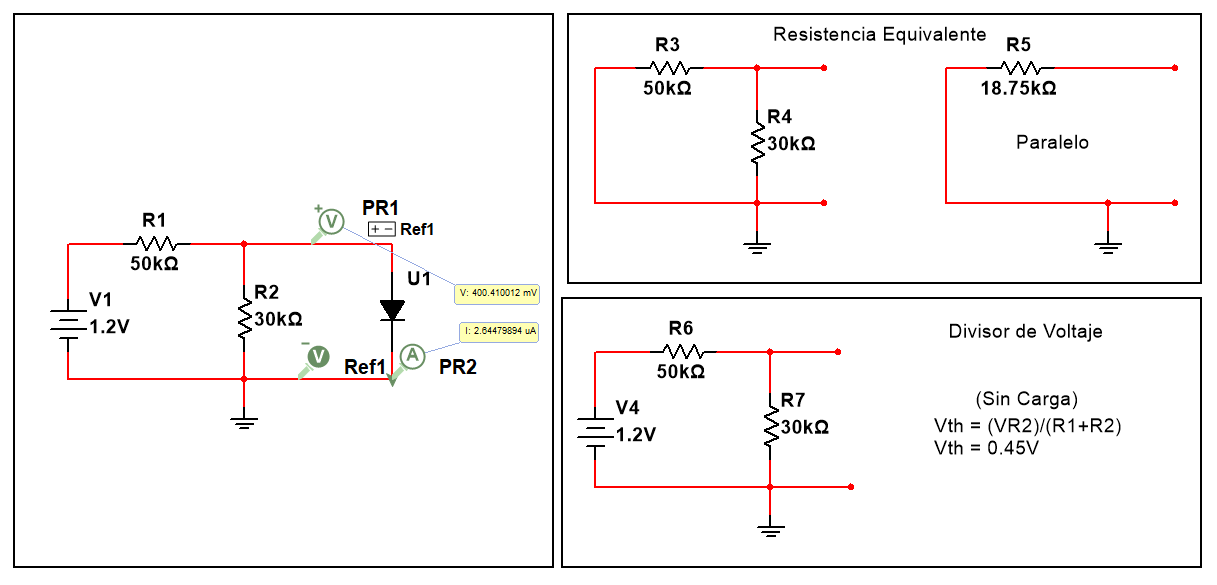 R1
50kΩ
V1
1.2V
R2
30kΩ
+
V
PR1
+ −
Ref1
V: 400.410012 mV
U1
I: 2.64479894 uA
−
V
Ref1
A
PR2
Resistencia Equivalente
R3
50kΩ
R4
30kΩ
R5
18.75kΩ
Paralelo
R6
50kΩ
V4
1.2V
R7
30kΩ
Divisor de Voltaje
(Sin Carga)
Vth = (VR2)/(R1+R2)
Vth = 0.45V